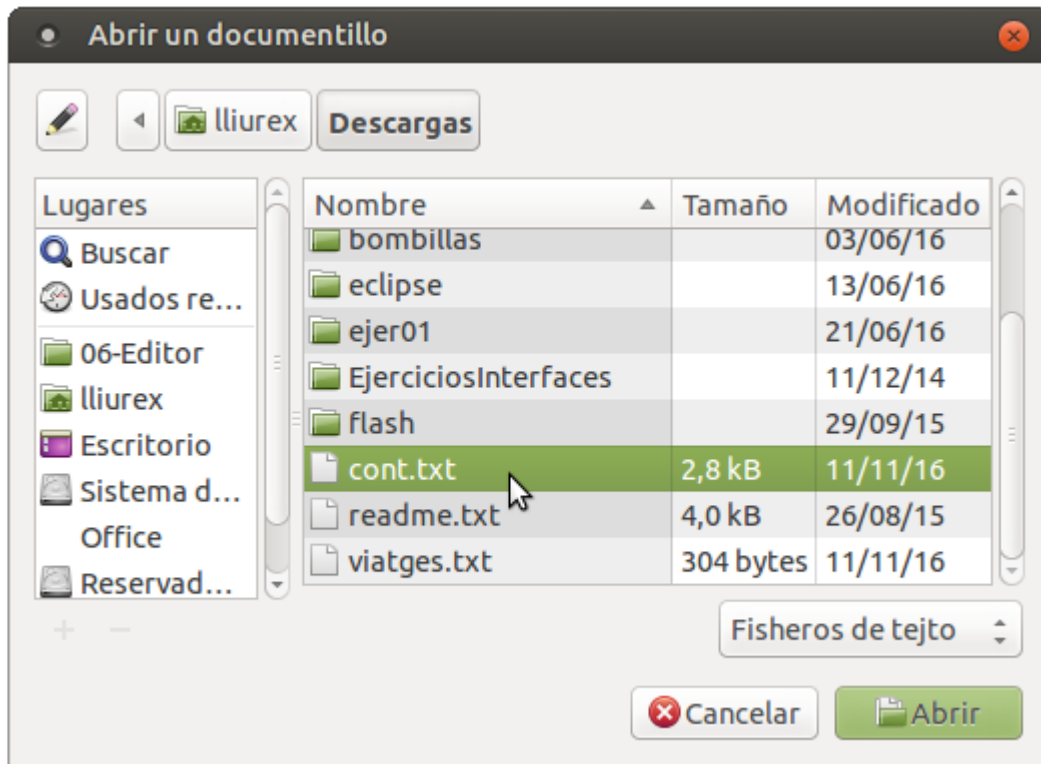 Abrir un documentillo
lliurex Descargas
Lugares
Buscar
Usados re...
06-Editor
lliurex
Escritorio
Sistema d...
Office
Reservad...
Nombre Tamaño Modificado
bombillas 03/06/16
eclipse 13/06/16
ejer01 21/06/16
EjerciciosInterfaces 11/12/14
flash 29/09/15
cont.txt 2,8 kB 11/11/16
readme.txt 4,0 kB 26/08/15
viatges.txt 304 bytes 11/11/16
Fisheros de tejto
Cancelar Abrir